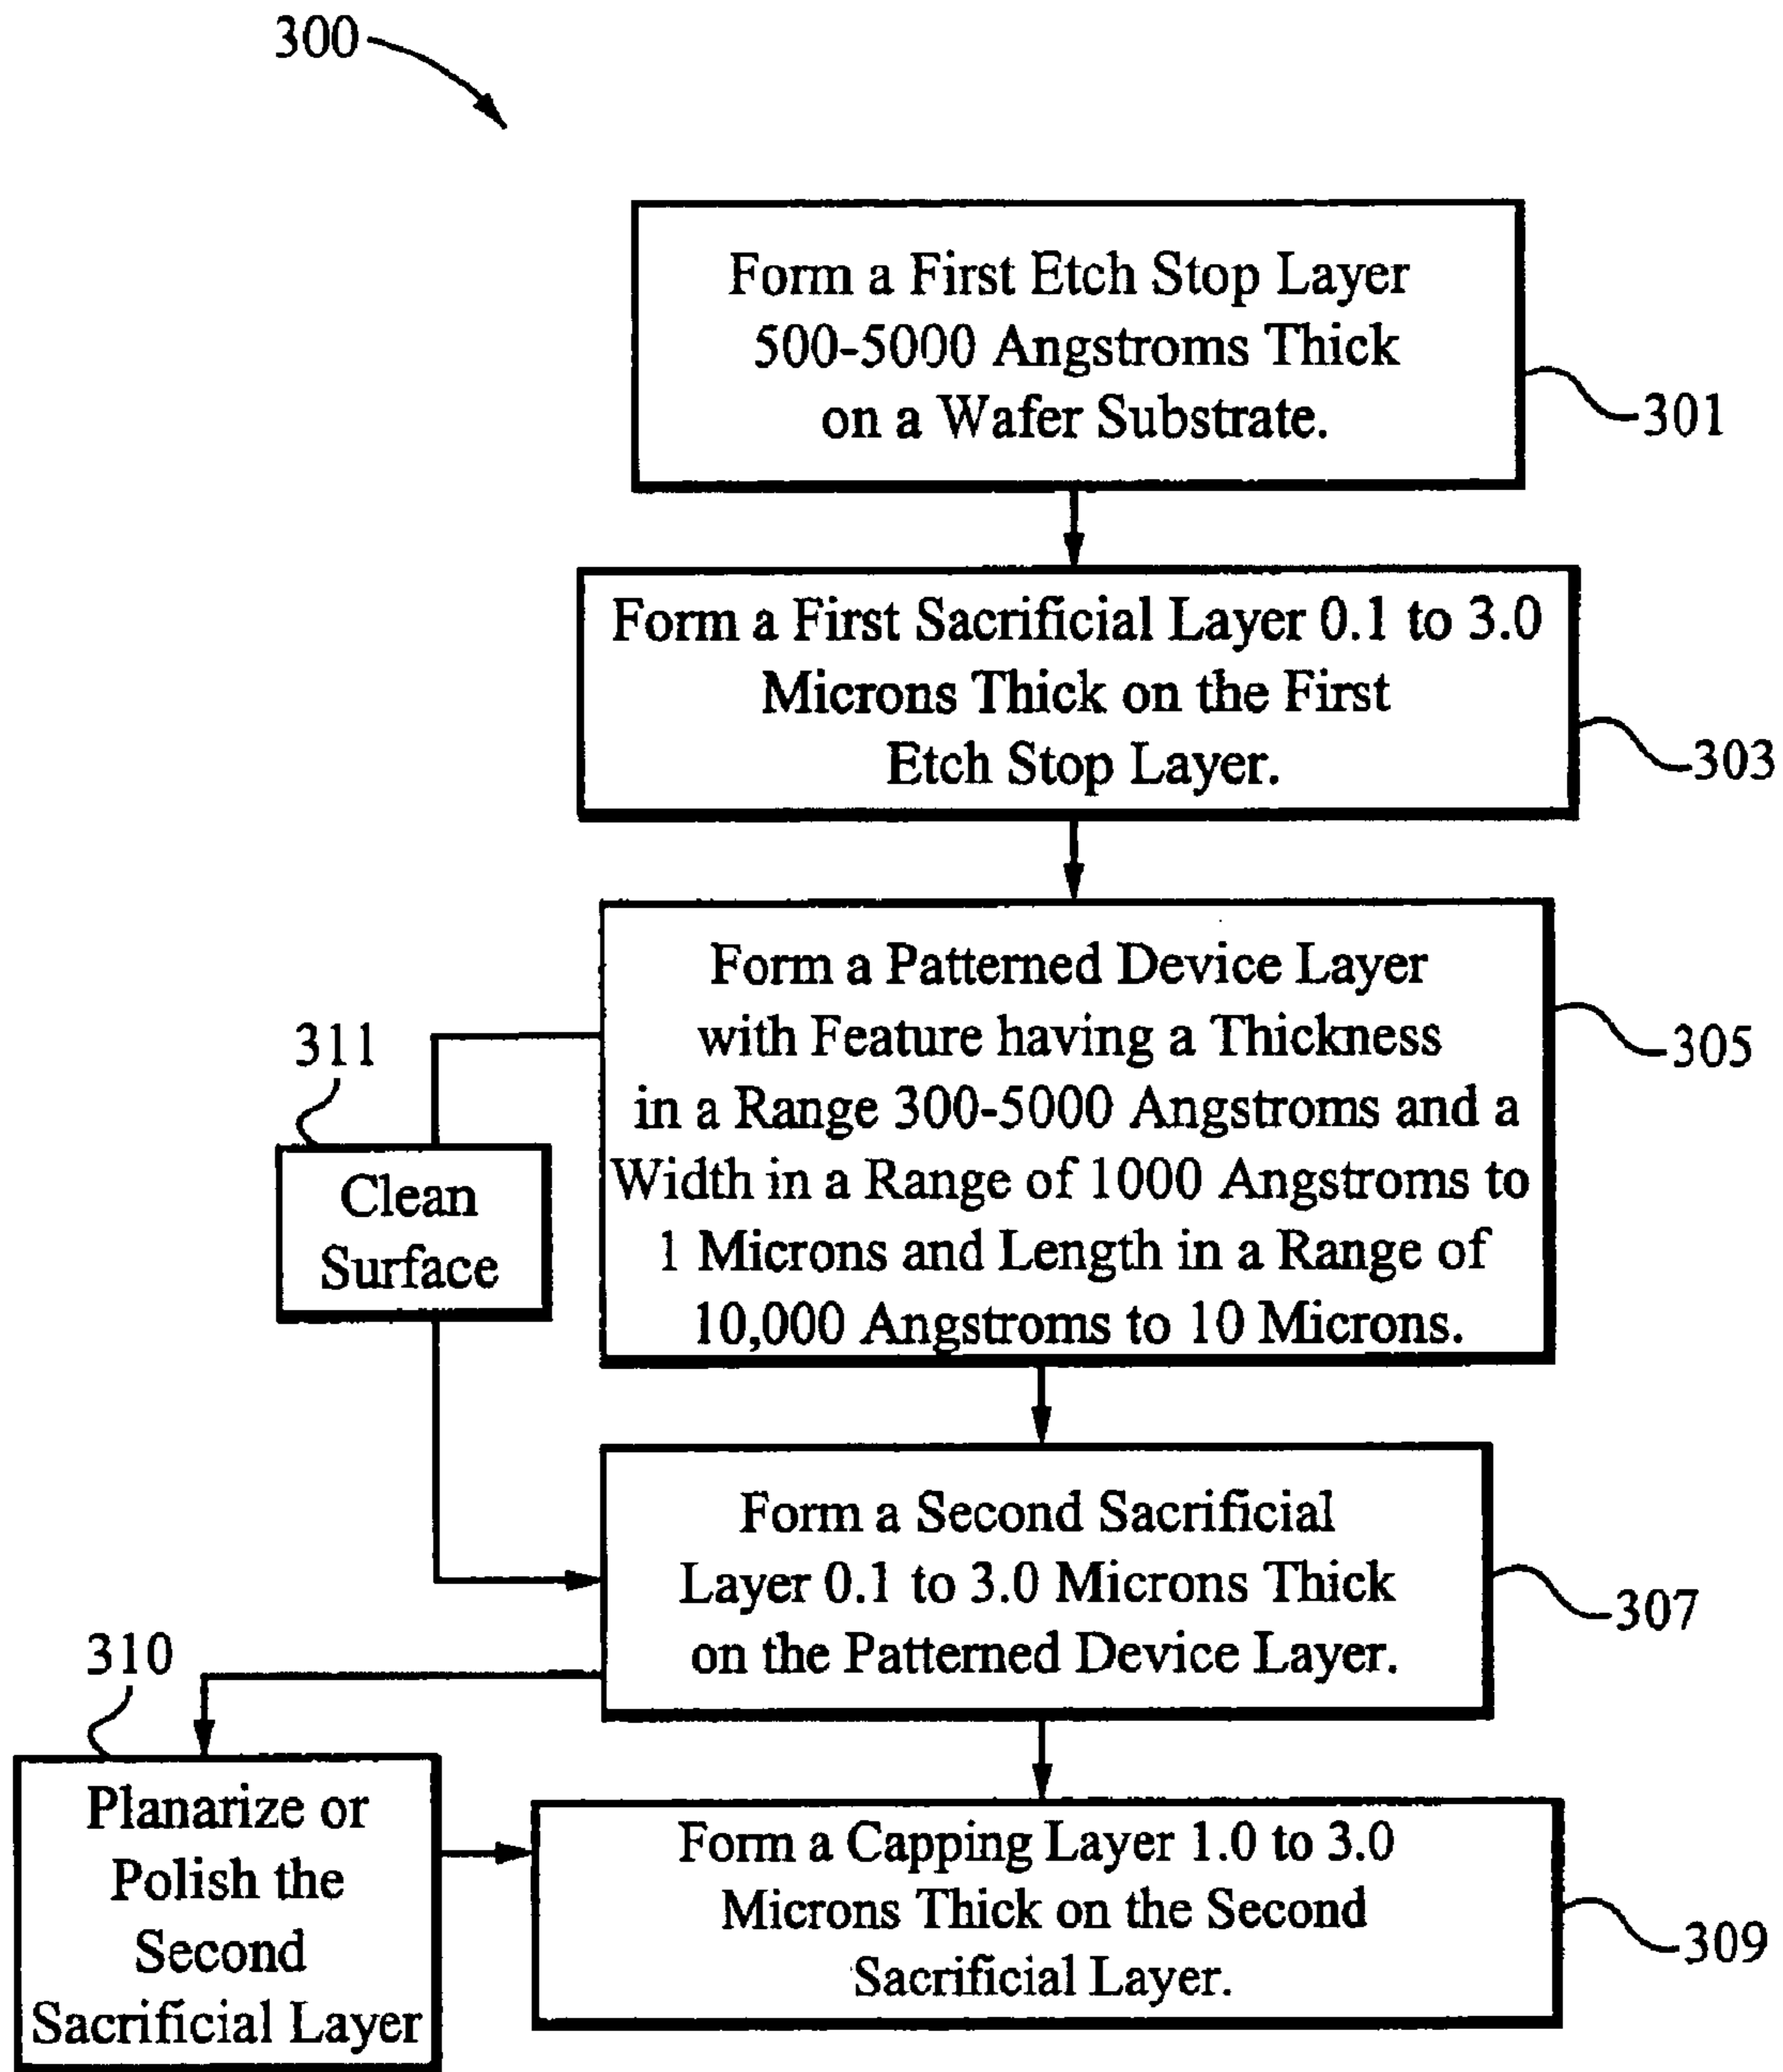 300
Form a First Etch Stop Layer
500-5000 Angstroms Thick
on a Wafer Substrate.
301
Form a First Sacrificial Layer 0.1 to 3.0
Microns Thick on the First
Etch Stop Layer.
303
Form a Patterned Device Layer
with Feature having a Thickness
in a Range 300-5000 Angstroms and a
Width in a Range of 1000 Angstroms to
1 Microns and Length in a Range of
10,000 Angstroms to 10 Microns.
305
311
Clean
Surface
Form a Second Sacrificial
Layer 0.1 to 3.0 Microns Thick
on the Patterned Device Layer.
307
310
Planarize or
Polish the
Second
Sacrificial Layer
Form a Capping Layer 1.0 to 3.0
Microns Thick on the Second
Sacrificial Layer.
309